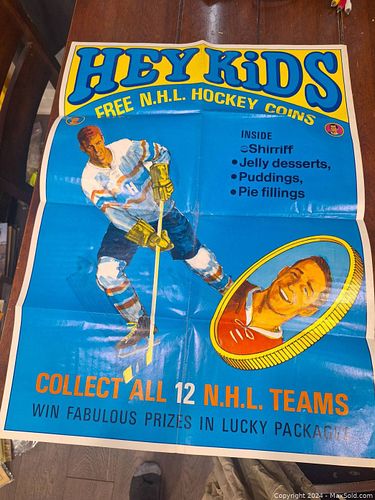 HEY KiDS
FREE N.H.L. HOCKEY COINS
INSIDE
Shirriff
• Jelly desserts,
• Puddings,
• Pie fillings
COLLECT ALL 12 N.H.L. TEAMS
WIN FABULOUS PRIZES IN LUCKY PACKAGES
Copyright 2024 - MaxSold.com